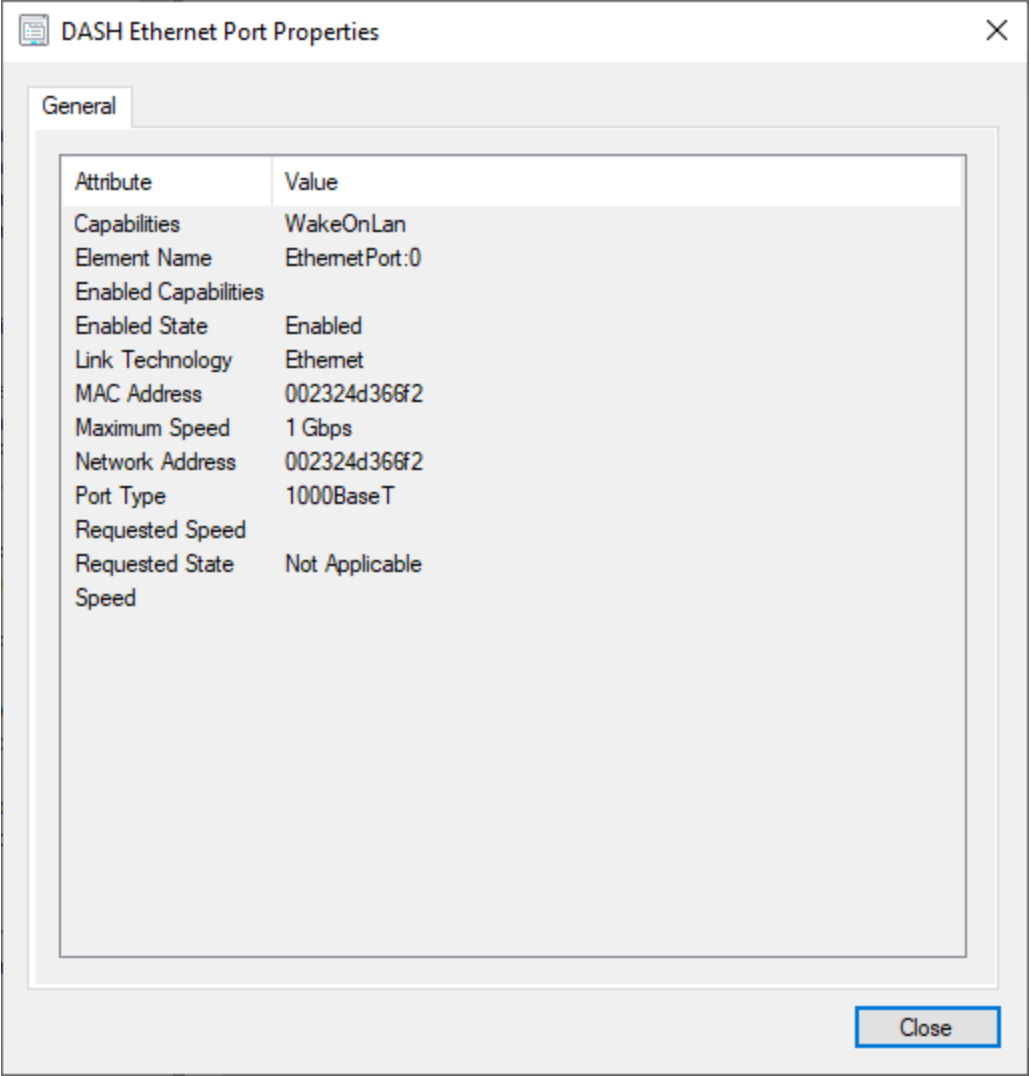 DASH Ethernet Port Properties
General
Attribute Value
Capabilities WakeOnLan
Element Name EthernetPort:0
Enabled Capabilities
Enabled State Enabled
Link Technology Ethernet
MAC Address 002324d366f2
Maximum Speed 1 Gbps
Network Address 002324d366f2
Port Type 1000BaseT
Requested Speed
Requested State Not Applicable
Speed
Close